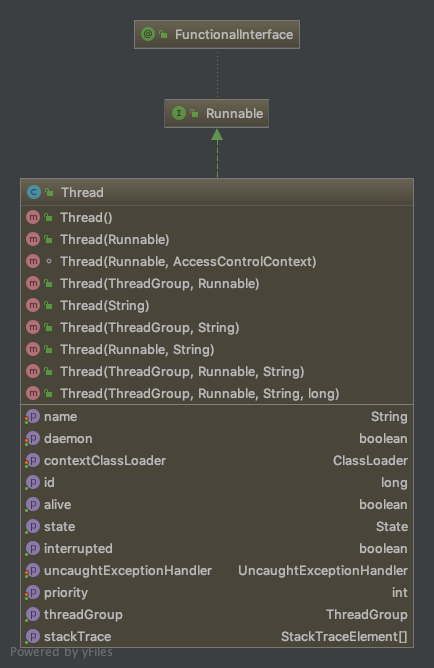 @ FunctionalInterface
I Runnable
C Thread
m Thread()
m Thread(Runnable)
m Thread(Runnable, AccessControlContext)
m Thread(ThreadGroup, Runnable)
m Thread(String)
m Thread(ThreadGroup, String)
m Thread(Runnable, String)
m Thread(ThreadGroup, Runnable, String)
m Thread(ThreadGroup, Runnable, String, long)
p name String
p daemon boolean
p contextClassLoader ClassLoader
p id long
p alive boolean
p state State
p interrupted boolean
p uncaughtExceptionHandler UncaughtExceptionHandler
p priority int
p threadGroup ThreadGroup
p stackTrace StackTraceElement[]
Powered by yFiles